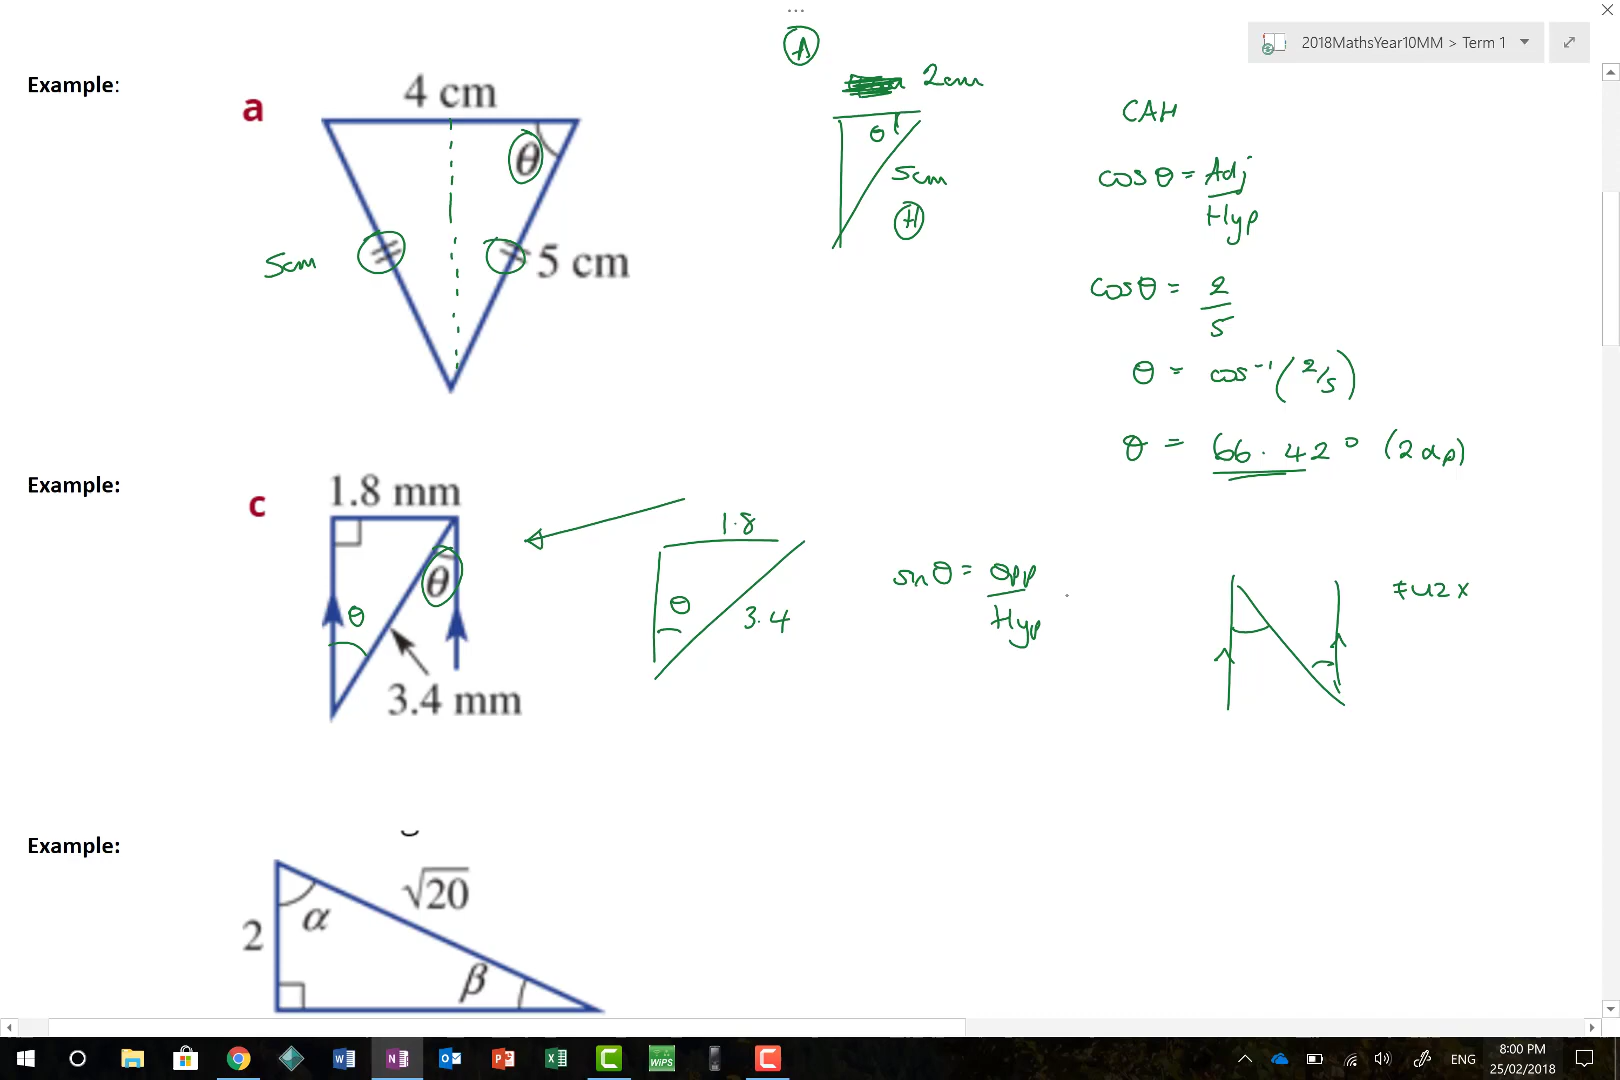 ...
2018MathsYear10MM > Term 1
Example:
a
4 cm
θ
5cm
5 cm
A
2cm
θ
5cm
H
CAH
cos θ = Adj
Hyp
cos θ = 2
5
θ = cos⁻¹ (2/5)
θ = 66.42° (2dp)
Example:
c
1.8 mm
θ
θ
3.4 mm
1.8
θ
3.4
sin θ = Opp
Hyp
FUZX
Example:
√20
2
α
β
WiPS
ENG
8:00 PM
25/02/2018